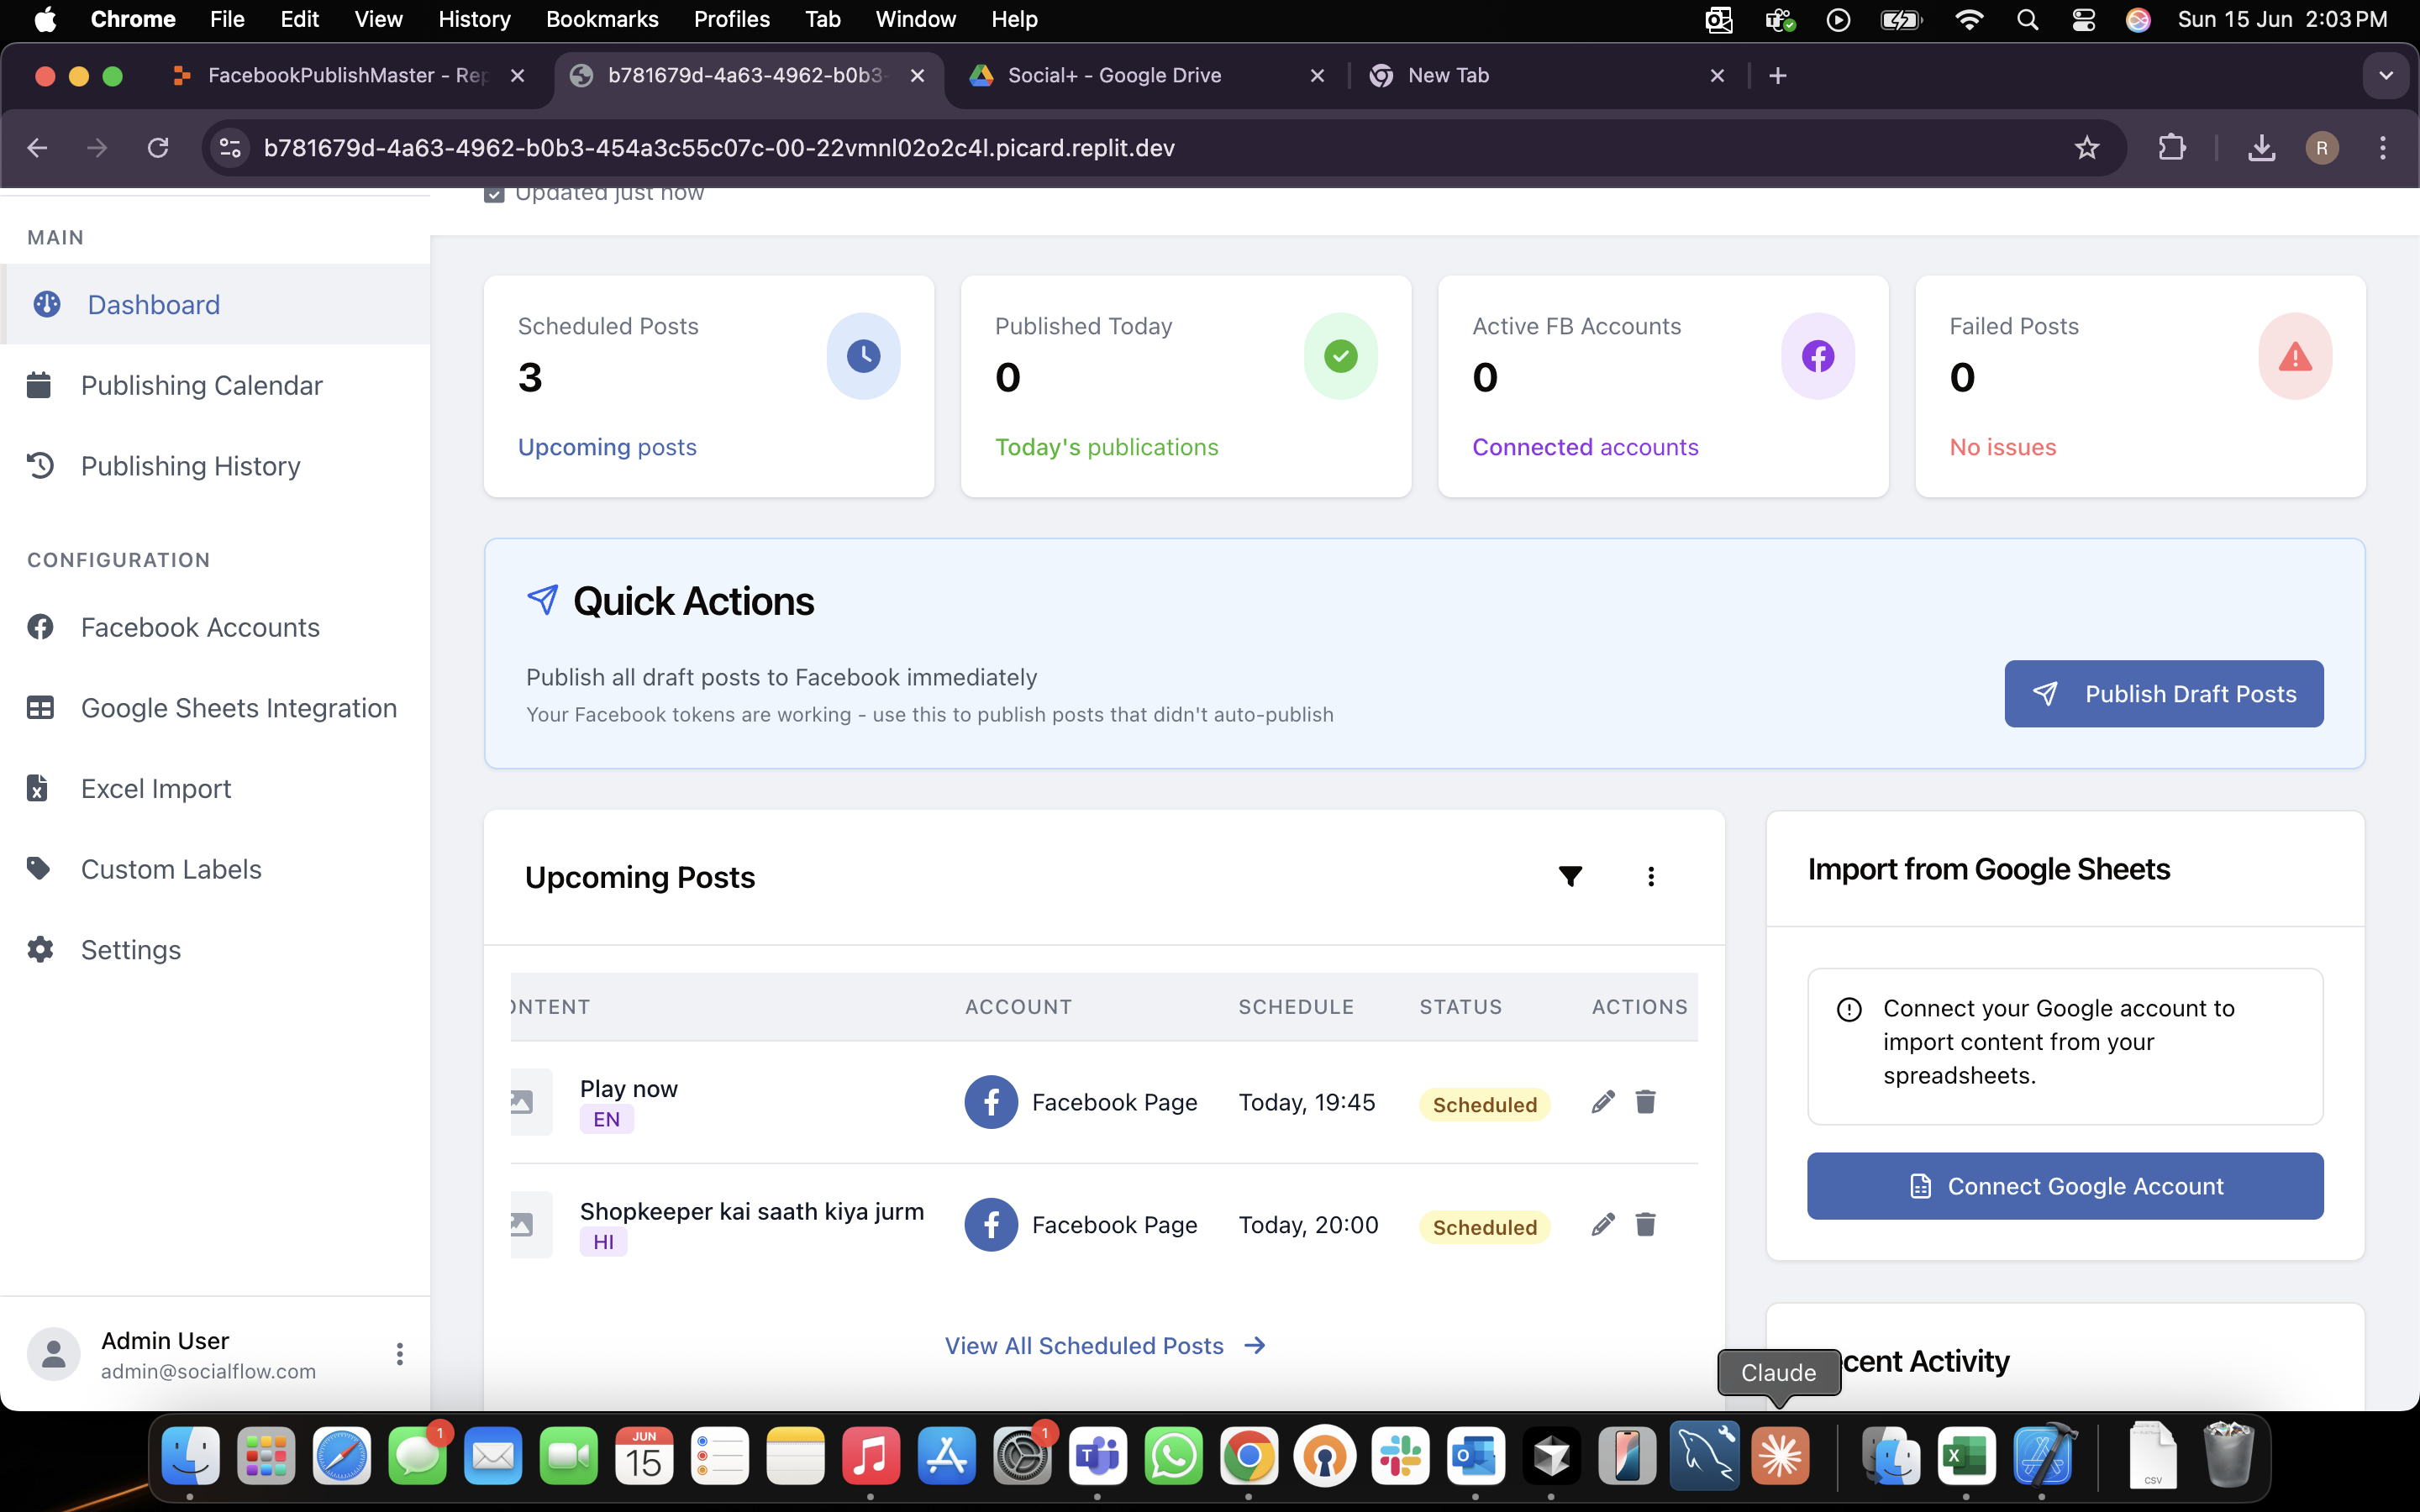 Chrome File Edit View History Bookmarks Profiles Tab Window Help Sun 15 Jun 2:03 PM
FacebookPublishMaster - Rep b781679d-4a63-4962-b0b3- Social+ - Google Drive New Tab
b781679d-4a63-4962-b0b3-454a3c55c07c-00-22vmnl02o2c4l.picard.replit.dev R
Updated just now
MAIN
Dashboard
Publishing Calendar
Publishing History
CONFIGURATION
Facebook Accounts
Google Sheets Integration
Excel Import
Custom Labels
Settings
Admin User
admin@socialflow.com
Scheduled Posts
3
Upcoming posts
Published Today
0
Today's publications
Active FB Accounts
0
Connected accounts
Failed Posts
0
No issues
Quick Actions
Publish all draft posts to Facebook immediately
Your Facebook tokens are working - use this to publish posts that didn't auto-publish
Publish Draft Posts
Upcoming Posts
ONTENT ACCOUNT SCHEDULE STATUS ACTIONS
Play now
EN
Facebook Page Today, 19:45 Scheduled
Shopkeeper kai saath kiya jurm
HI
Facebook Page Today, 20:00 Scheduled
View All Scheduled Posts
Import from Google Sheets
Connect your Google account to
import content from your
spreadsheets.
Connect Google Account
cent Activity
Claude
1
JUN
15
1
CSV